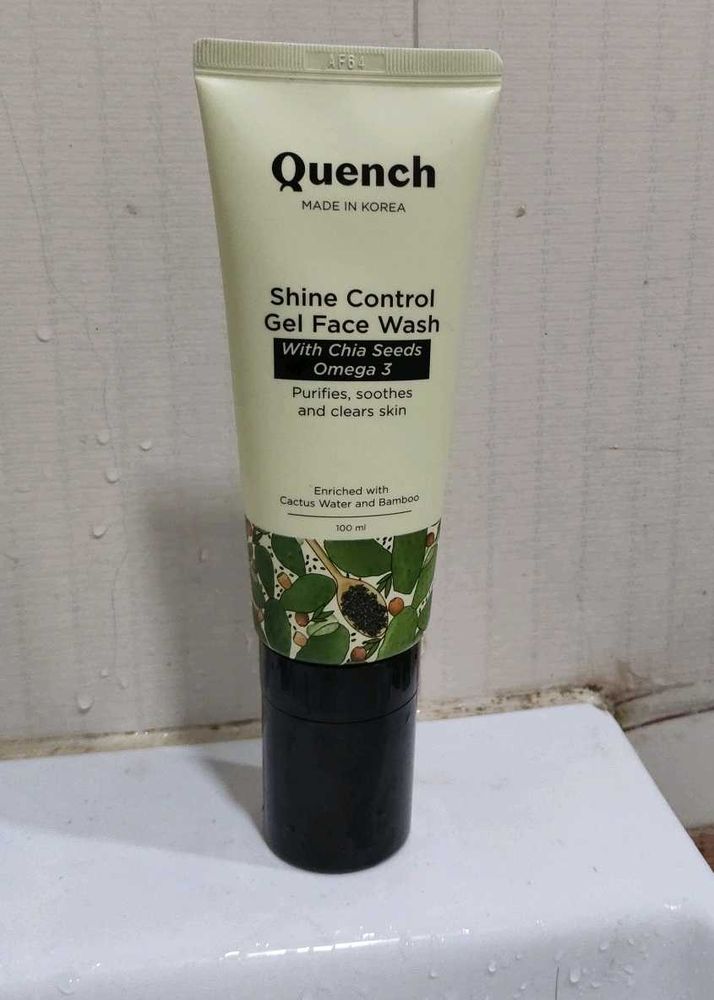 AF64
Quench
MADE IN KOREA
Shine Control
Gel Face Wash
With Chia Seeds
Omega 3
Purifies, soothes
and clears skin
Enriched with
Cactus Water and Bamboo
100 ml